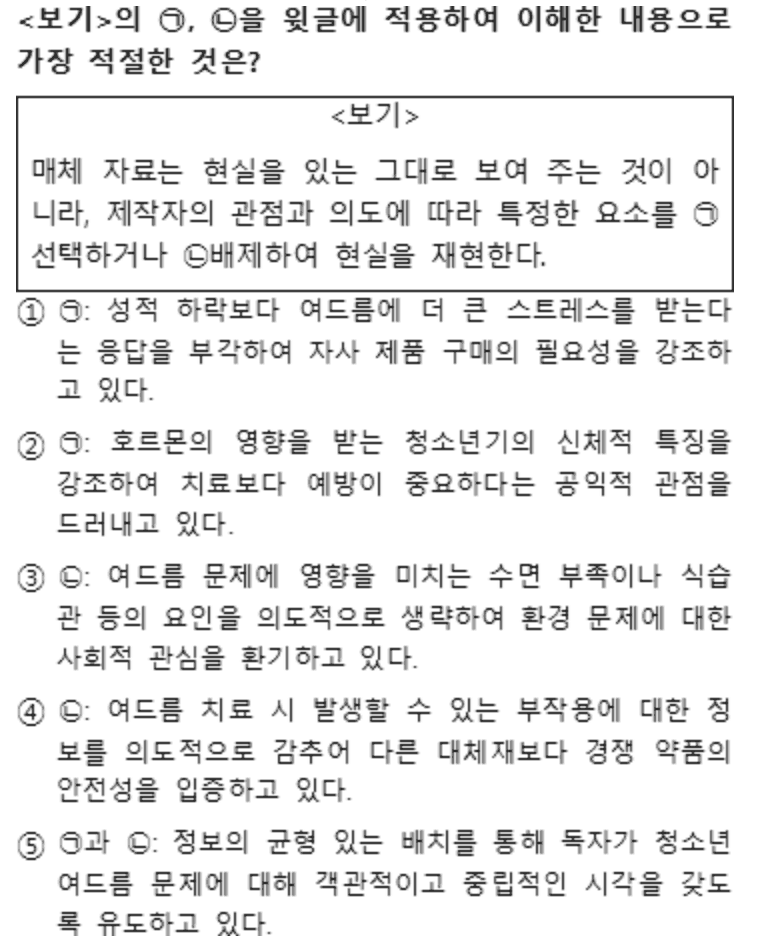 <보기>의 ㉠, ㉡을 윗글에 적용하여 이해한 내용으로
가장 적절한 것은?
<보기>
매체 자료는 현실을 있는 그대로 보여 주는 것이 아
니라, 제작자의 관점과 의도에 따라 특정한 요소를 ㉠
선택하거나 ㉡배제하여 현실을 재현한다.
① ㉠: 성적 하락보다 여드름에 더 큰 스트레스를 받는다
는 응답을 부각하여 자사 제품 구매의 필요성을 강조하
고 있다.
② ㉠: 호르몬의 영향을 받는 청소년기의 신체적 특징을
강조하여 치료보다 예방이 중요하다는 공익적 관점을
드러내고 있다.
③ ㉡: 여드름 문제에 영향을 미치는 수면 부족이나 식습
관 등의 요인을 의도적으로 생략하여 환경 문제에 대한
사회적 관심을 환기하고 있다.
④ ㉡: 여드름 치료 시 발생할 수 있는 부작용에 대한 정
보를 의도적으로 감추어 다른 대체재보다 경쟁 약품의
안전성을 입증하고 있다.
⑤ ㉠과 ㉡: 정보의 균형 있는 배치를 통해 독자가 청소년
여드름 문제에 대해 객관적이고 중립적인 시각을 갖도
록 유도하고 있다.